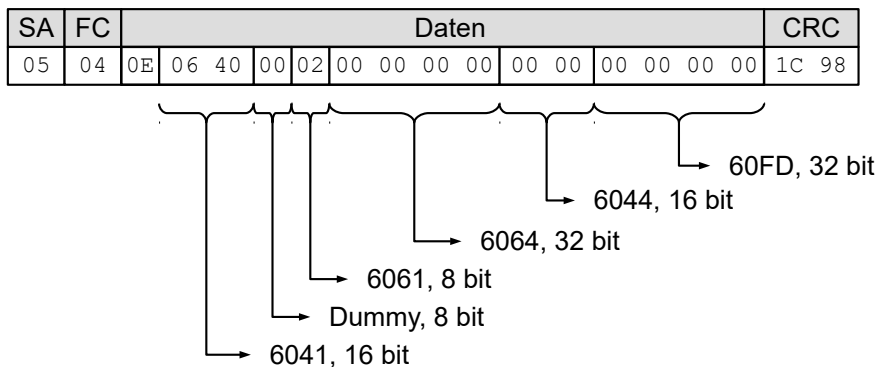 SA FC Daten CRC
05 04 0E 06 40 00 02 00 00 00 00 00 00 00 00 00 00 1C 98
60FD, 32 bit
6044, 16 bit
6064, 32 bit
6061, 8 bit
Dummy, 8 bit
6041, 16 bit